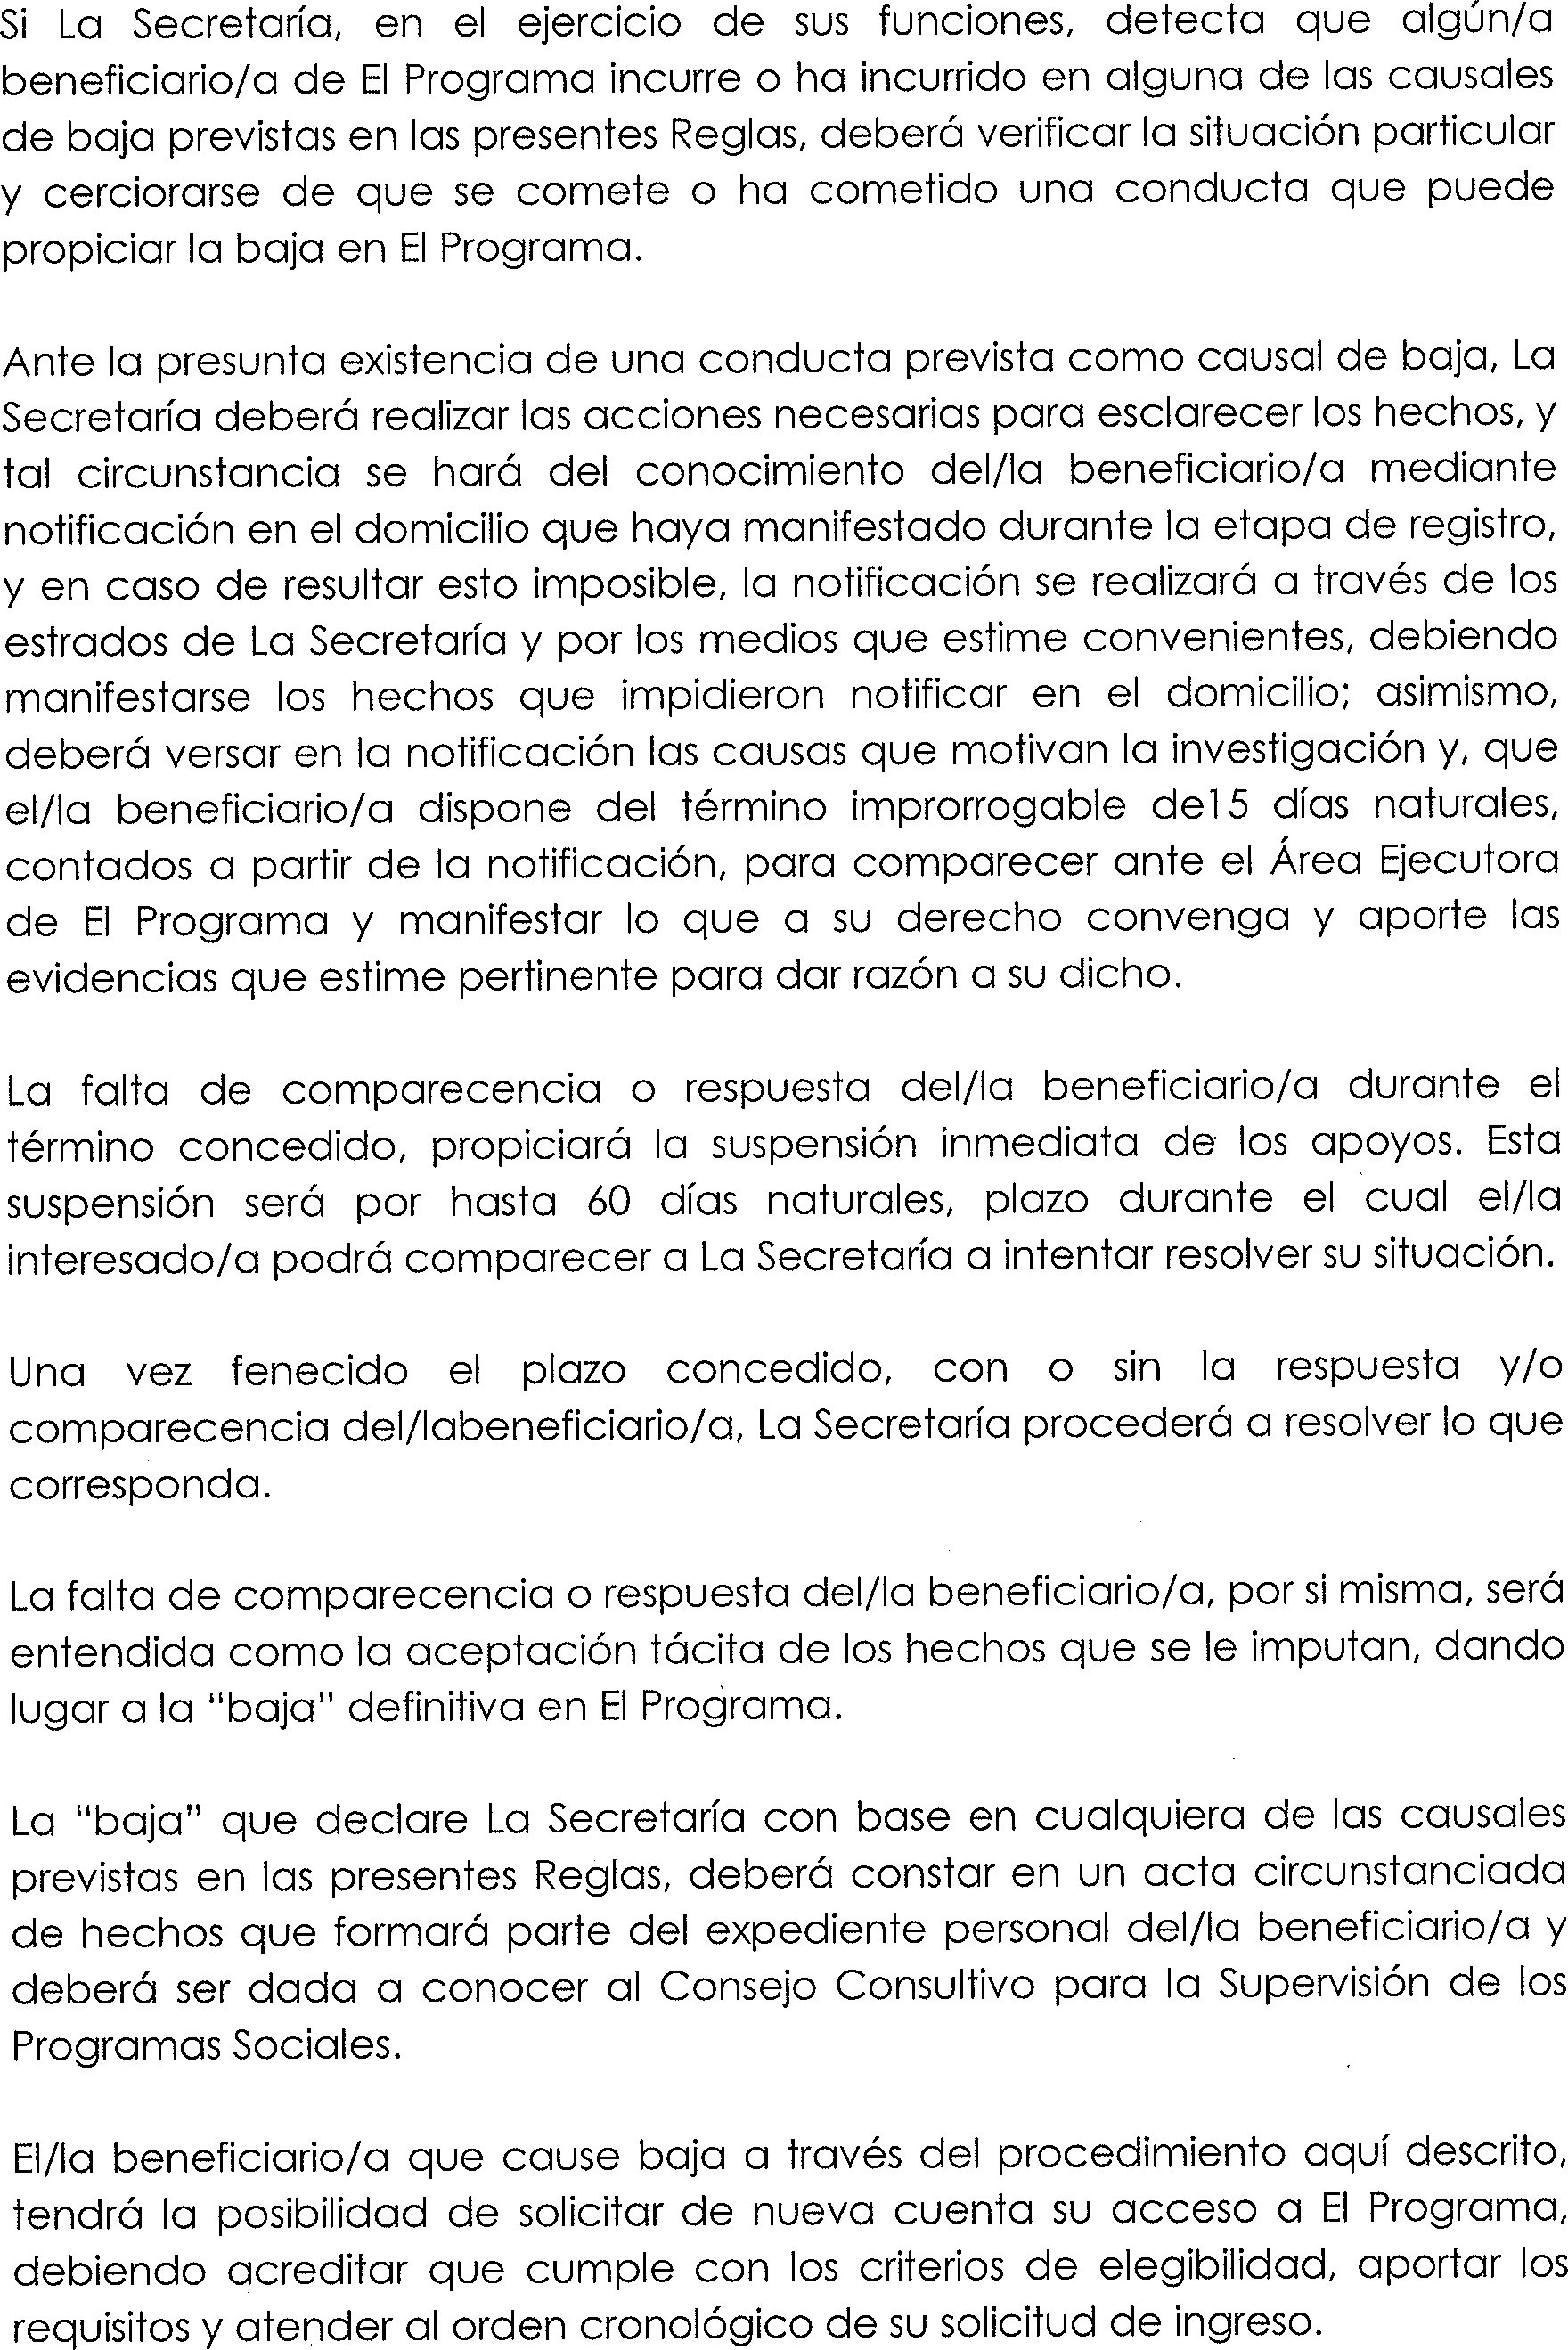 Si La Secretaría, en el ejercicio de sus funciones, detecta que algún/a
beneficiario/a de El Programa incurre o ha incurrido en alguna de las causales
de baja previstas en las presentes Reglas, deberá verificar la situación particular
y cerciorarse de que se comete o ha cometido una conducta que puede
propiciar la baja en El Programa.
Ante la presunta existencia de una conducta prevista como causal de baja, La
Secretaría deberá realizar las acciones necesarias para esclarecer los hechos, y
tal circunstancia se hará del conocimiento del/la beneficiario/a mediante
notificación en el domicilio que haya manifestado durante la etapa de registro,
y en caso de resultar esto imposible, la notificación se realizará a través de los
estrados de La Secretaría y por los medios que estime convenientes, debiendo
manifestarse los hechos que impidieron notificar en el domicilio; asimismo,
deberá versar en la notificación las causas que motivan la investigación y, que
el/la beneficiario/a dispone del término improrrogable de15 días naturales,
contados a partir de la notificación, para comparecer ante el Área Ejecutora
de El Programa y manifestar lo que a su derecho convenga y aporte las
evidencias que estime pertinente para dar razón a su dicho.
La falta de comparecencia o respuesta del/la beneficiario/a durante el
término concedido, propiciará la suspensión inmediata de los apoyos. Esta
suspensión será por hasta 60 días naturales, plazo durante el cual el/la
interesado/a podrá comparecer a La Secretaría a intentar resolver su situación.
Una vez fenecido el plazo concedido, con o sin la respuesta y/o
comparecencia del/labeneficiario/a, La Secretaría procederá a resolver lo que
corresponda.
La falta de comparecencia o respuesta del/la beneficiario/a, por si misma, será
entendida como la aceptación tácita de los hechos que se le imputan, dando
lugar a la "baja" definitiva en El Programa.
La "baja" que declare La Secretaría con base en cualquiera de las causales
previstas en las presentes Reglas, deberá constar en un acta circunstanciada
de hechos que formará parte del expediente personal del/la beneficiario/a y
deberá ser dada a conocer al Consejo Consultivo para la Supervisión de los
Programas Sociales.
El/la beneficiario/a que cause baja a través del procedimiento aquí descrito,
tendrá la posibilidad de solicitar de nueva cuenta su acceso a El Programa,
debiendo acreditar que cumple con los criterios de elegibilidad, aportar los
requisitos y atender al orden cronológico de su solicitud de ingreso.